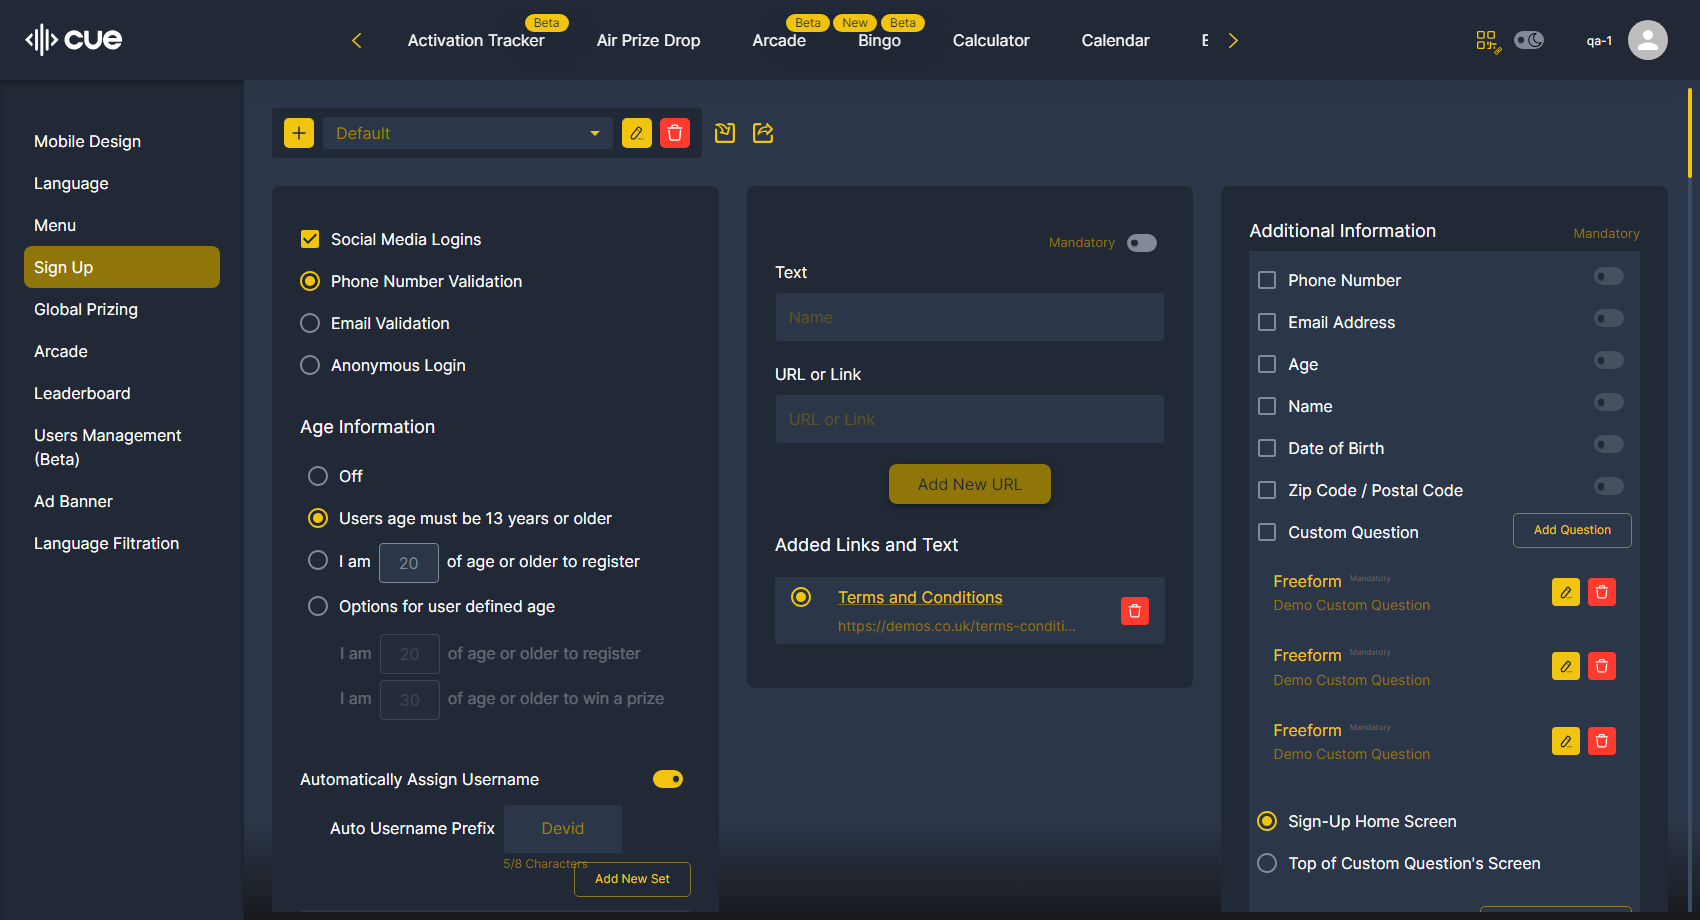 cue
Beta
Beta
New
Beta
Activation Tracker
Air Prize Drop
Arcade
Bingo
Calculator
Calendar
qa-1
Mobile Design
Language
Menu
Sign Up
Global Prizing
Arcade
Leaderboard
Users Management
(Beta)
Ad Banner
Language Filtration
Default
Social Media Logins
Phone Number Validation
Email Validation
Anonymous Login
Age Information
Off
Users age must be 13 years or older
I am 20 of age or older to register
Options for user defined age
I am 20 of age or older to register
I am 30 of age or older to win a prize
Automatically Assign Username
Auto Username Prefix Devid
5/8 Characters
Add New Set
Mandatory
Text
Name
URL or Link
URL or Link
Add New URL
Added Links and Text
Terms and Conditions
https://demos.co.uk/terms-conditi...
Additional Information
Mandatory
Phone Number
Email Address
Age
Name
Date of Birth
Zip Code / Postal Code
Custom Question
Add Question
Freeform Mandatory
Demo Custom Question
Freeform Mandatory
Demo Custom Question
Freeform Mandatory
Demo Custom Question
Sign-Up Home Screen
Top of Custom Question's Screen